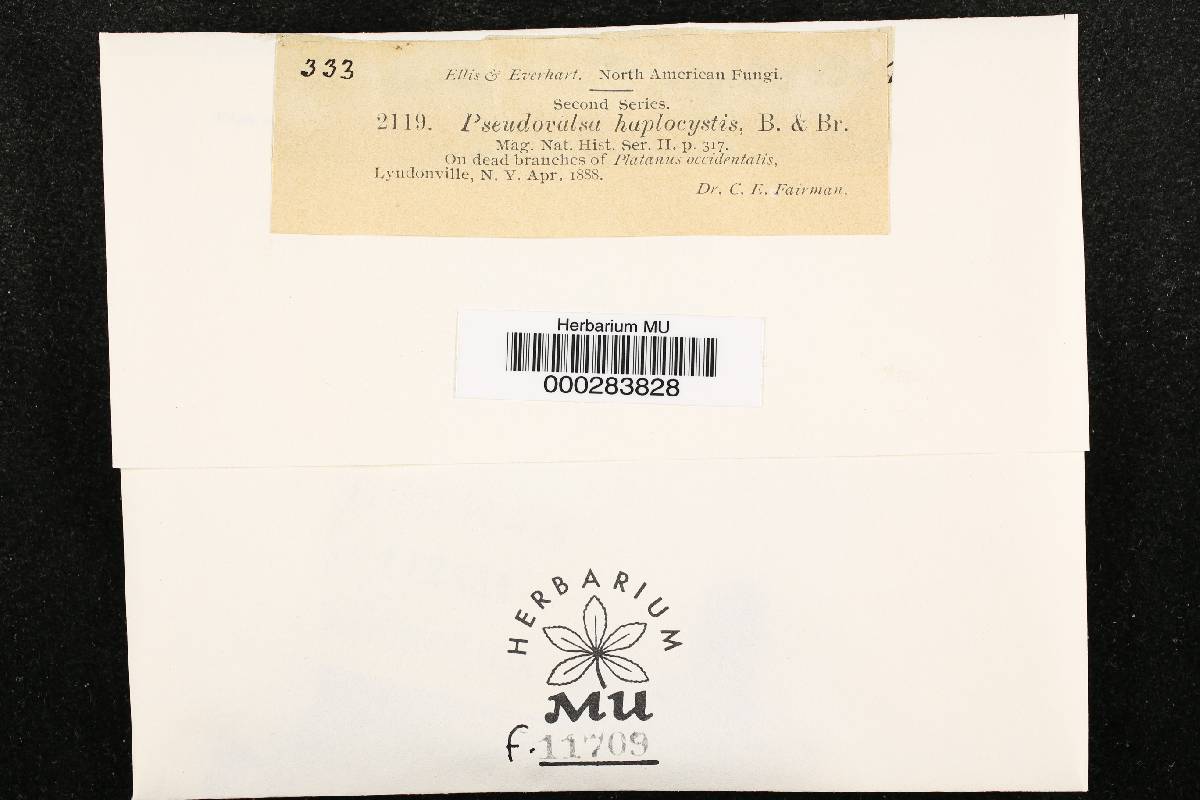 333
Ellis & Everhart. North American Fungi.
Second Series.
2119. Pseudovalsa haplocystis, B. & Br.
Mag. Nat. Hist. Ser. II. p. 317.
On dead branches of Platanus occidentalis,
Lyndonville, N. Y. Apr. 1888.
Dr. C. E. Fairman.
Herbarium MU
000283828
HERBARIUM
MU
f. 11709